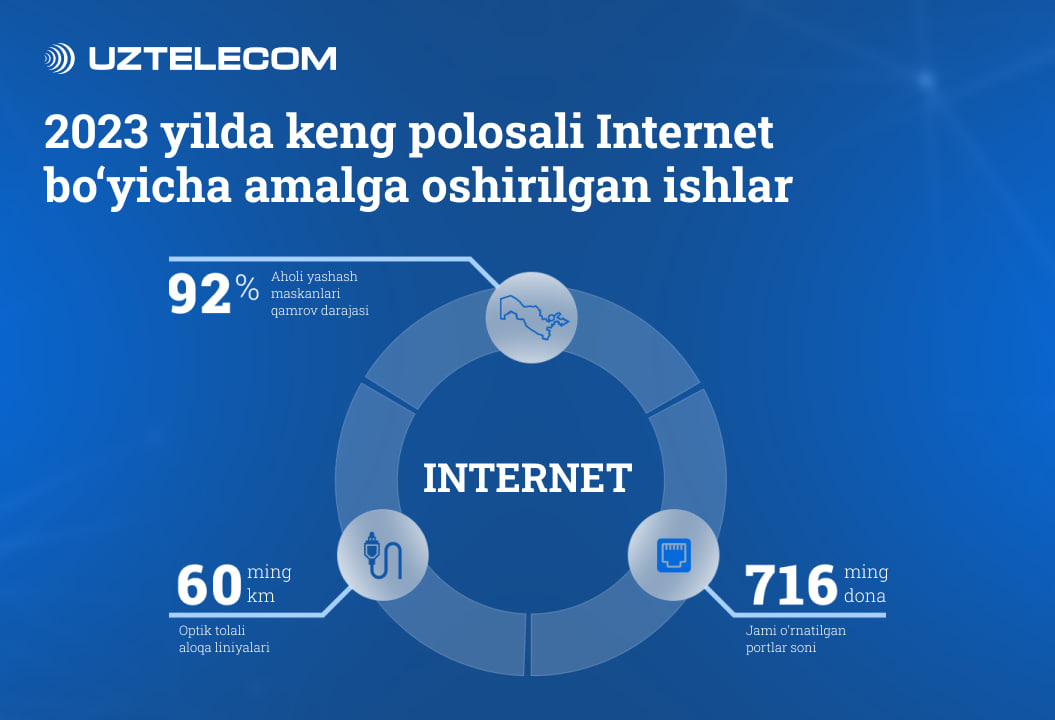 UZTELECOM
2023 yilda keng polosali Internet
bo‘yicha amalga oshirilgan ishlar
92%
Aholi yashash
maskanlari
qamrov darajasi
INTERNET
60 ming
km
Optik tolali
aloqa liniyalari
716 ming
dona
Jami o'rnatilgan
portlar soni